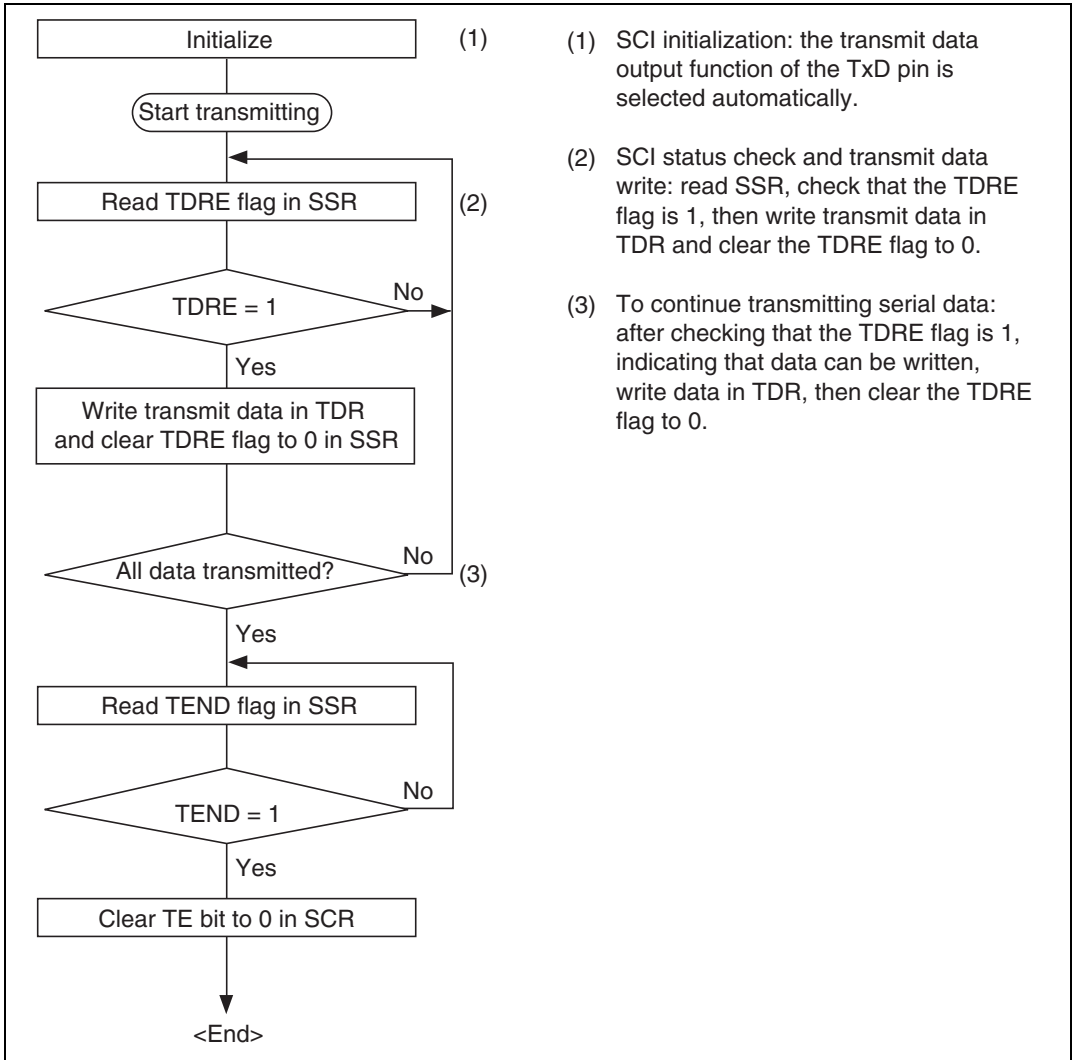 Initialize
(1)
Start transmitting
Read TDRE flag in SSR
(2)
TDRE = 1
No
Yes
Write transmit data in TDR
and clear TDRE flag to 0 in SSR
All data transmitted?
No
(3)
Yes
Read TEND flag in SSR
TEND = 1
No
Yes
Clear TE bit to 0 in SCR
<End>
(1) SCI initialization: the transmit data
output function of the TxD pin is
selected automatically.
(2) SCI status check and transmit data
write: read SSR, check that the TDRE
flag is 1, then write transmit data in
TDR and clear the TDRE flag to 0.
(3) To continue transmitting serial data:
after checking that the TDRE flag is 1,
indicating that data can be written,
write data in TDR, then clear the TDRE
flag to 0.